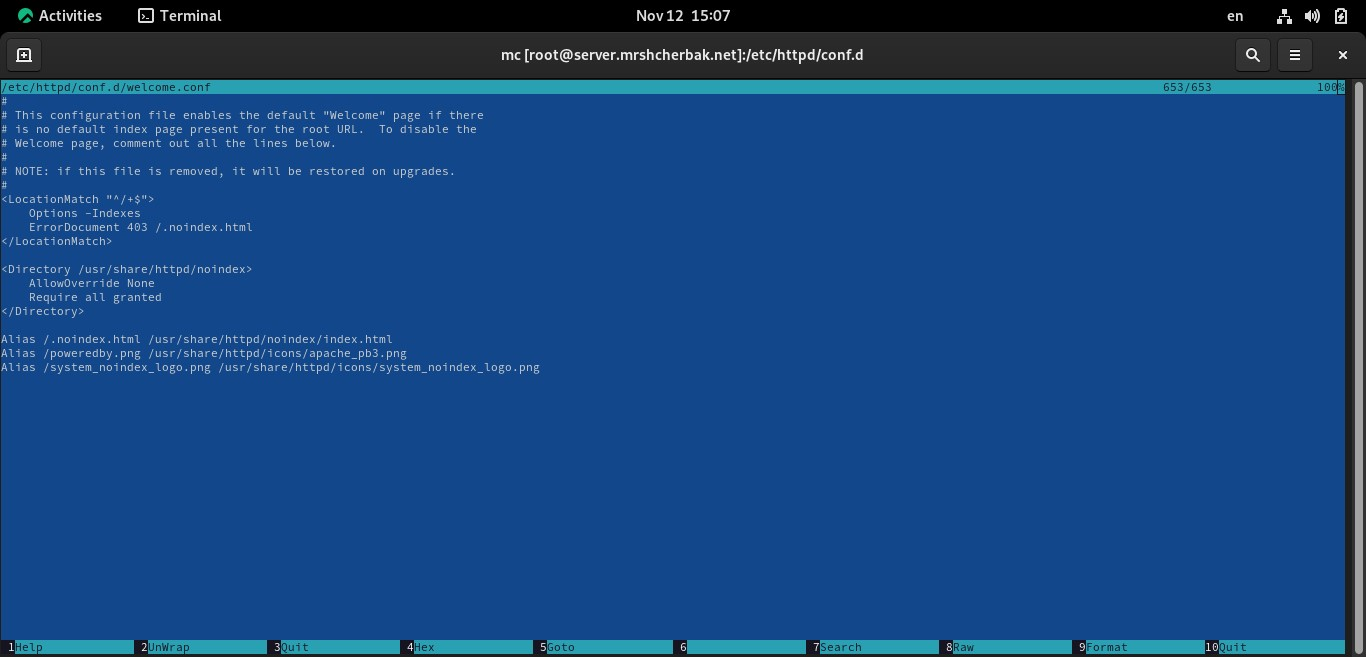 Activities Terminal Nov 12 15:07 en
mc [root@server.mrshcherbak.net]:/etc/httpd/conf.d
/etc/httpd/conf.d/welcome.conf 653/653 100%
#
# This configuration file enables the default "Welcome" page if there
# is no default index page present for the root URL.  To disable the
# Welcome page, comment out all the lines below.
#
# NOTE: if this file is removed, it will be restored on upgrades.
#
<LocationMatch "^/+$">
    Options -Indexes
    ErrorDocument 403 /.noindex.html
</LocationMatch>
<Directory /usr/share/httpd/noindex>
    AllowOverride None
    Require all granted
</Directory>
Alias /.noindex.html /usr/share/httpd/noindex/index.html
Alias /poweredby.png /usr/share/httpd/icons/apache_pb3.png
Alias /system_noindex_logo.png /usr/share/httpd/icons/system_noindex_logo.png
1Help 2UnWrap 3Quit 4Hex 5Goto 6 7Search 8Raw 9Format 10Quit